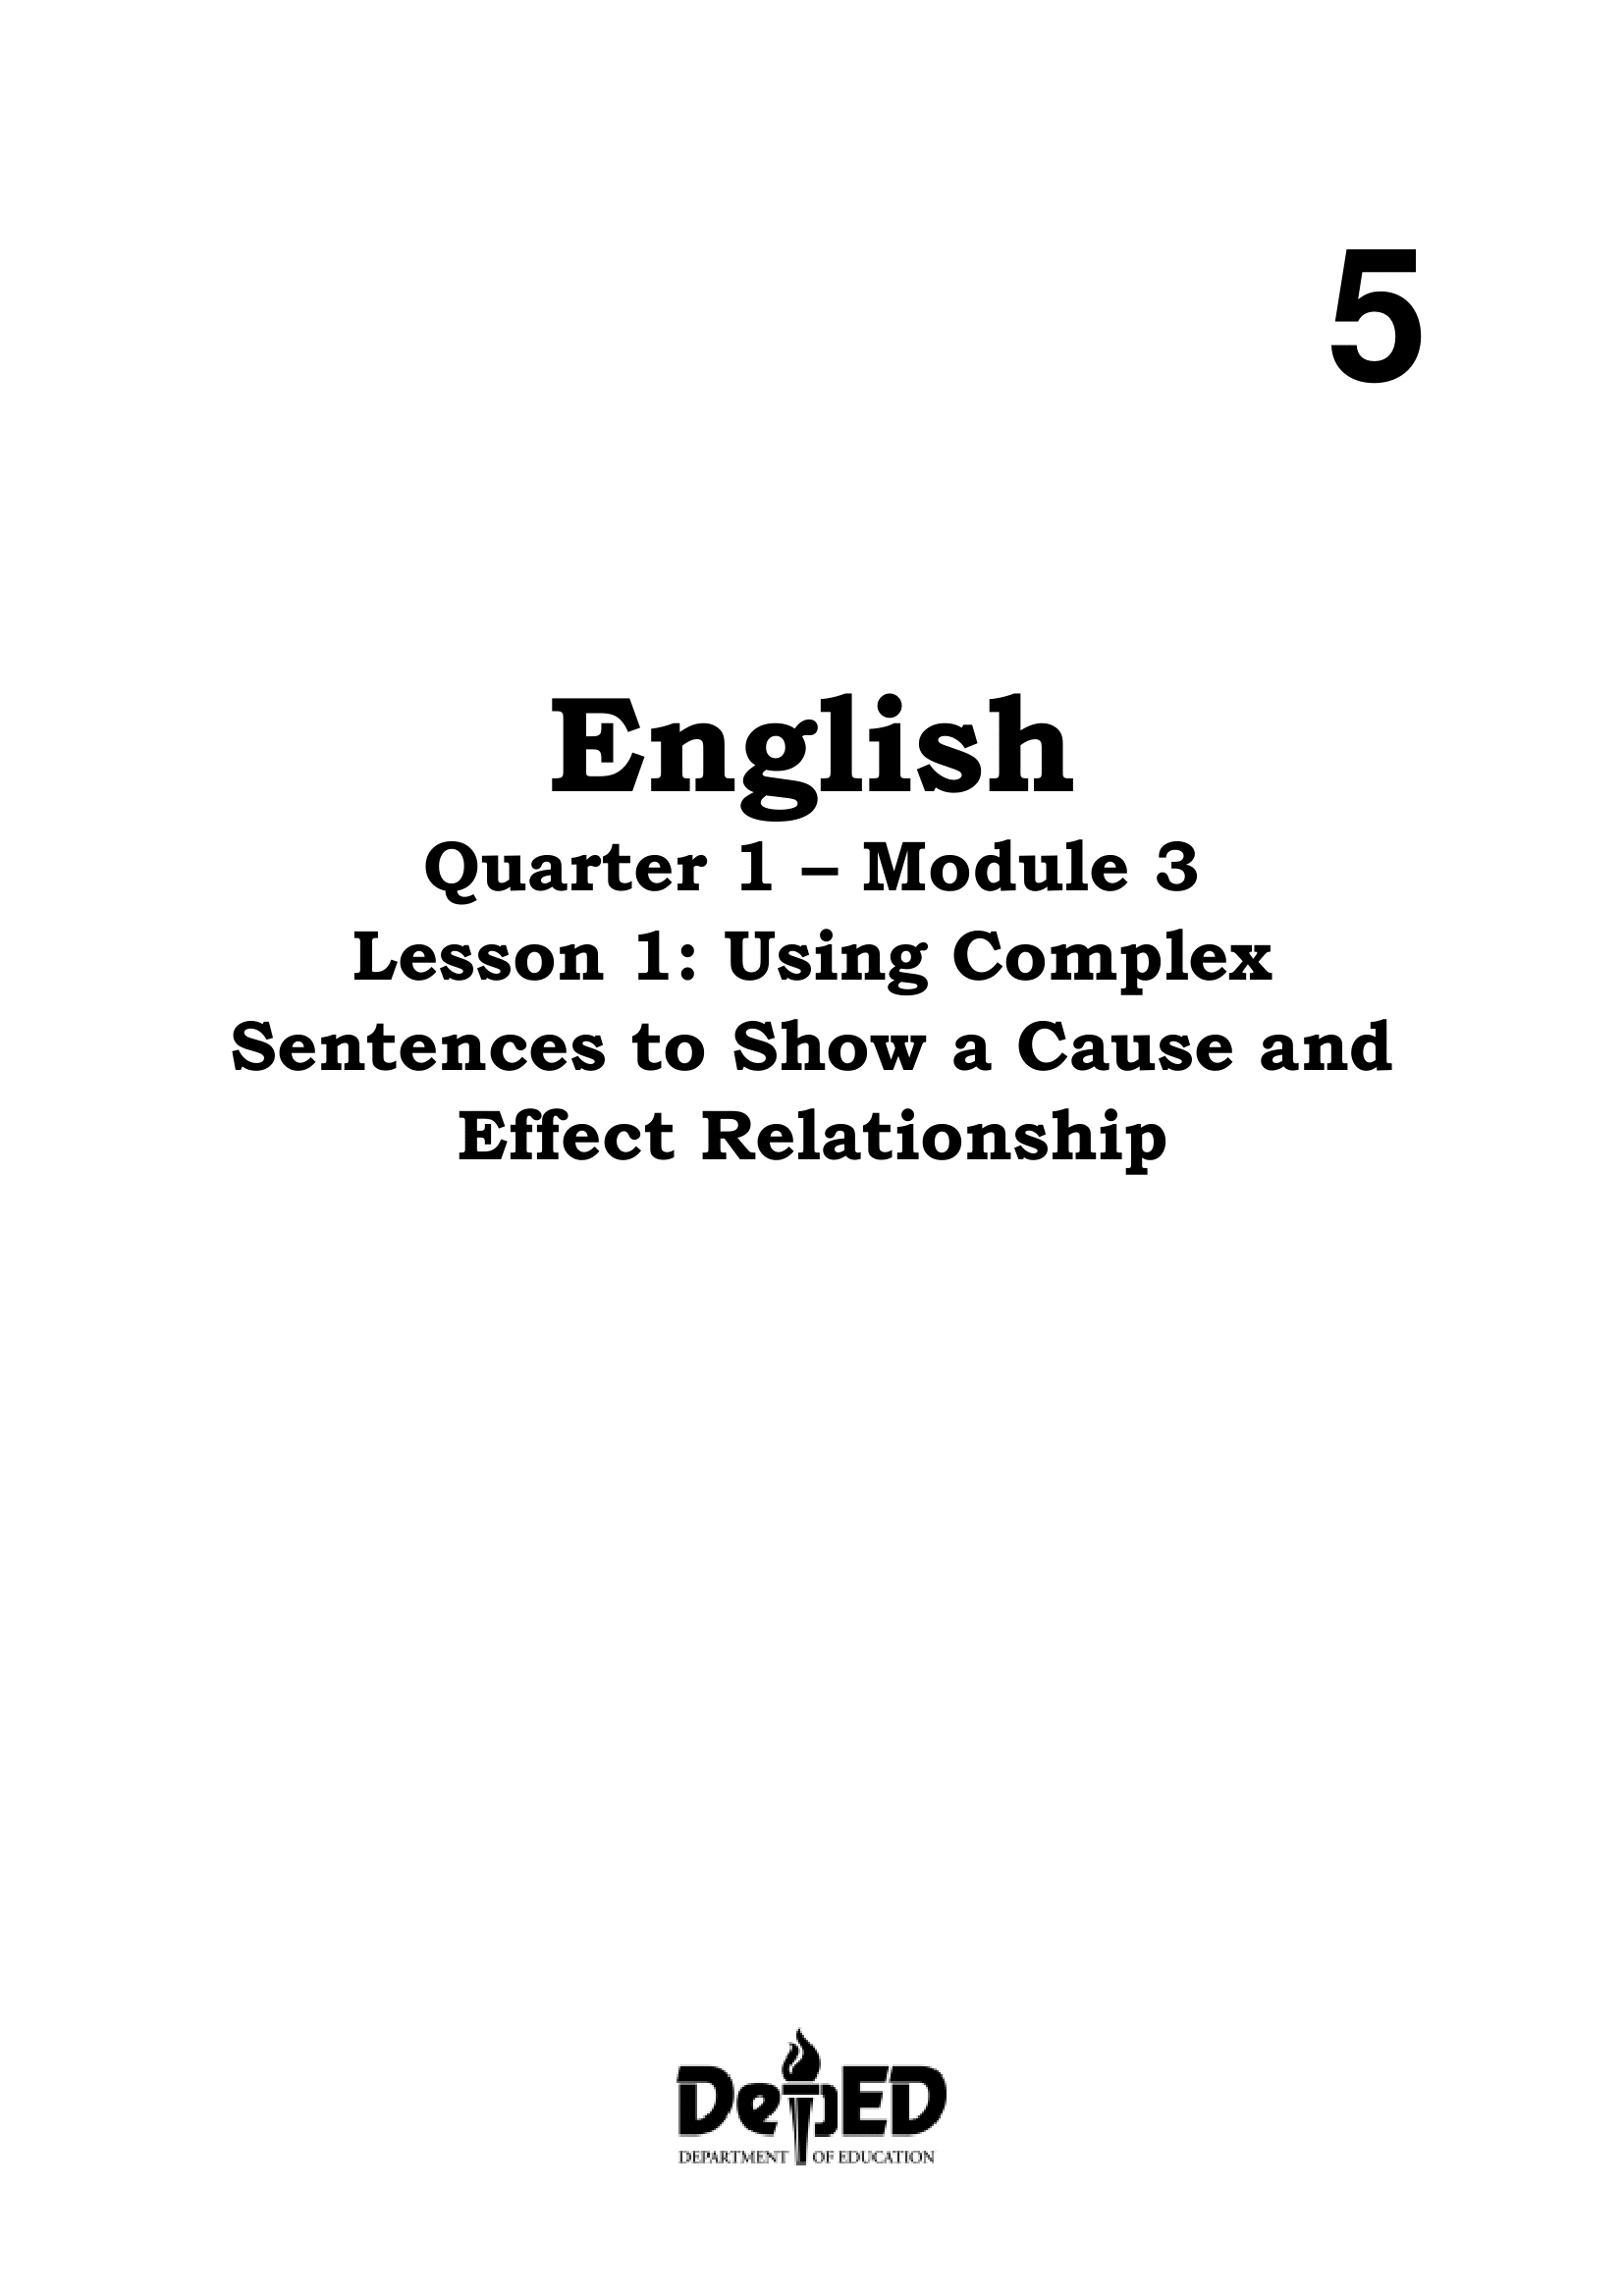 5
English
Quarter 1 – Module 3
Lesson 1: Using Complex
Sentences to Show a Cause and
Effect Relationship
DepED
DEPARTMENT OF EDUCATION